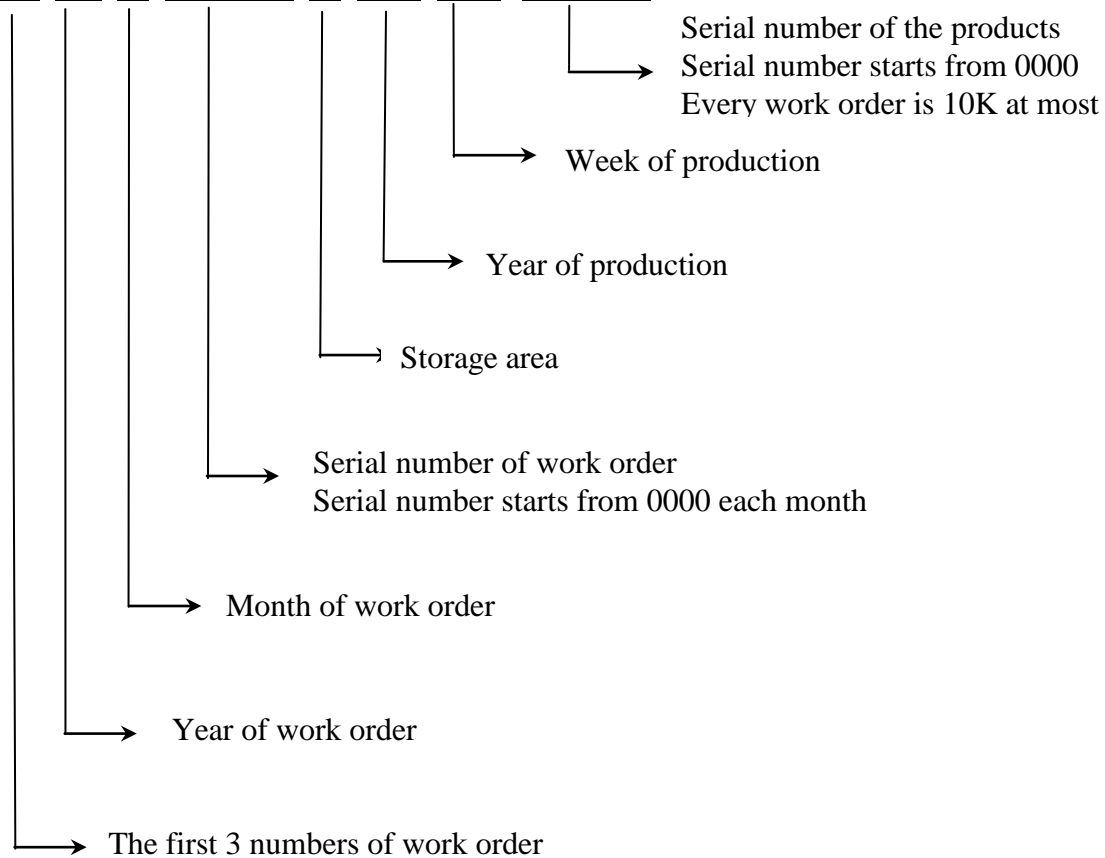 Serial number of the products
Serial number starts from 0000
Every work order is 10K at most
Week of production
Year of production
Storage area
Serial number of work order
Serial number starts from 0000 each month
Month of work order
Year of work order
The first 3 numbers of work order